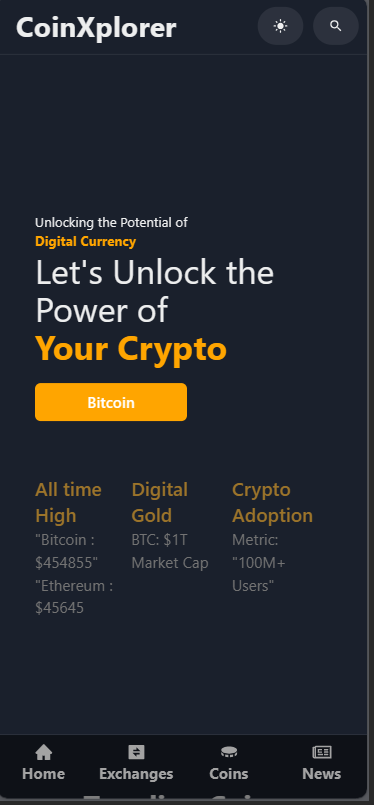 CoinXplorer
Unlocking the Potential of
Digital Currency
Let's Unlock the
Power of
Your Crypto
Bitcoin
All time
High
"Bitcoin :
$454855"
"Ethereum :
$45645
Digital
Gold
BTC: $1T
Market Cap
Crypto
Adoption
Metric:
"100M+
Users"
Home
Exchanges
Coins
News